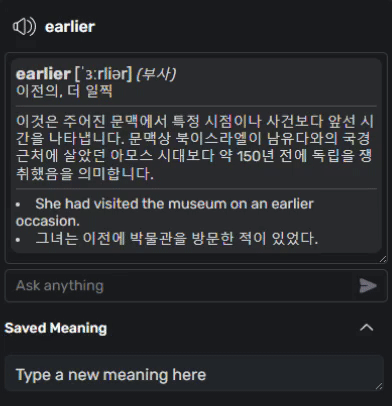 earlier
earlier [ˈɜːrliər] (부사)
이전의, 더 일찍
이것은 주어진 문맥에서 특정 시점이나 사건보다 앞선 시
간을 나타냅니다. 문맥상 북이스라엘이 남유다와의 국경
근처에 살았던 아모스 시대보다 약 150년 전에 독립을 쟁
취했음을 의미합니다.
• She had visited the museum on an earlier
occasion.
• 그녀는 이전에 박물관을 방문한 적이 있었다.
Ask anything
Saved Meaning
Type a new meaning here